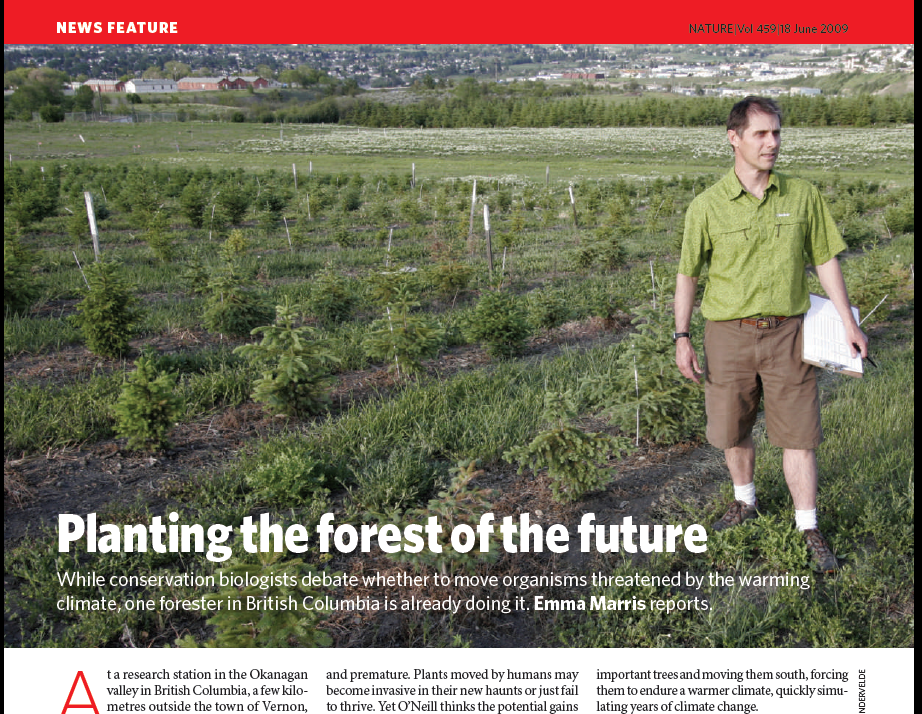 NEWS FEATURE
NATURE|Vol 459|18 June 2009
Planting the forest of the future
While conservation biologists debate whether to move organisms threatened by the warming
climate, one forester in British Columbia is already doing it. Emma Marris reports.
At a research station in the Okanagan
valley in British Columbia, a few kilo-
metres outside the town of Vernon,
and premature. Plants moved by humans may
become invasive in their new haunts or just fail
to thrive. Yet O’Neill thinks the potential gains
important trees and moving them south, forcing
them to endure a warmer climate, quickly simu-
lating years of climate change.
NDERVELDE